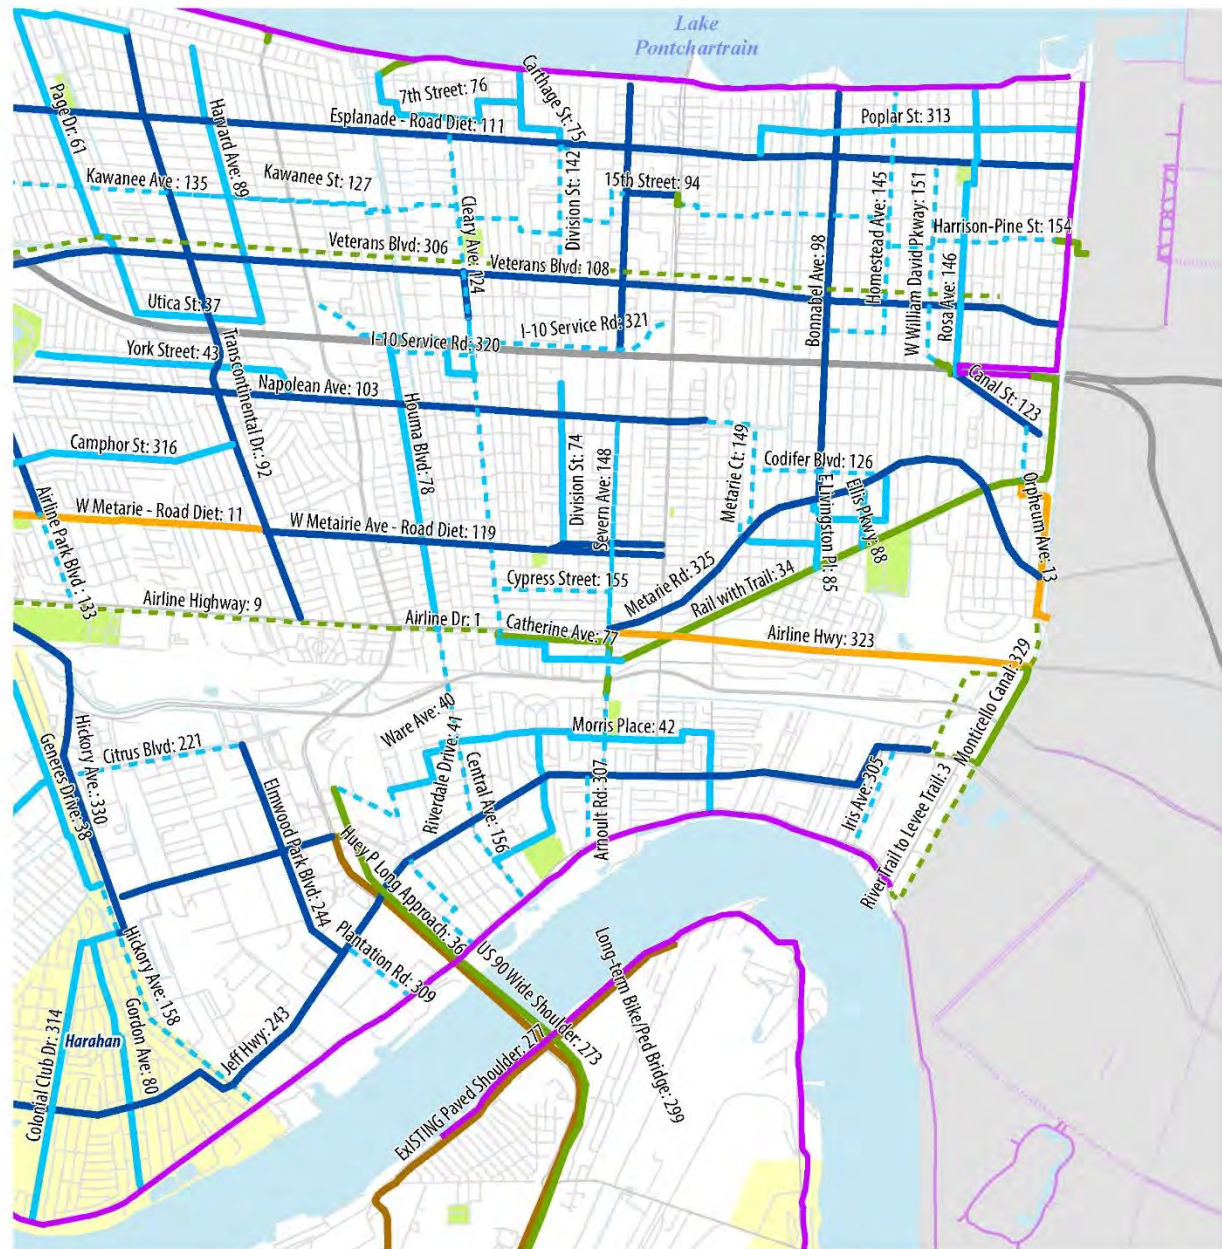 Lake
Pontchartrain
Carthage St: 75
7th Street: 76
Page Dr: 61
Harvard Ave: 89
Esplanade - Road Diet: 111
Poplar St: 313
Division St: 142
Kawanee Ave : 135
Kawanee St: 127
15th Street: 94
Homestead Ave: 145
W William David Pkway: 151
Cleary Ave: 124
Harrison-Pine St: 154
Veterans Blvd: 306
Veterans Blvd: 108
Bonnabel Ave: 98
Rosa Ave: 146
Utica St: 37
I-10 Service Rd: 321
I-10 Service Rd: 320
York Street: 43
Transcontinental Dr.: 92
Napolean Ave: 103
Canal St: 123
Houma Blvd: 78
Camphor St: 316
Division St: 74
Severn Ave: 148
Metarie Ct: 149
Codifer Blvd: 126
E Livingston Pl: 85
Ellis Pkwy: 88
Orpheum Ave: 13
Airline Park Blvd: 133
W Metarie - Road Diet: 11
W Metairie Ave - Road Diet: 119
Cypress Street: 155
Metarie Rd: 325
Rail with Trail: 34
Airline Highway: 9
Airline Dr: 1
Catherine Ave: 77
Airline Hwy: 323
Monticello Canal: 329
Ware Ave: 40
Morris Place: 42
Riverdale Drive: 41
Central Ave: 156
Arnoult Rd: 307
Iris Ave: 305
River Trail to Levee Trail: 3
Citrus Blvd: 221
Generes Drive: 38
Hickory Ave.: 330
Elmwood Park Blvd: 244
Huey P Long Approach: 36
Plantation Rd: 309
US 90 Wide Shoulder: 273
Long-term Bike/Ped Bridge: 299
Hickory Ave: 158
Jeff Hwy: 243
Harahan
Gordon Ave: 80
Colonial Club Dr: 314
ExISTING Paved Shoulder: 277